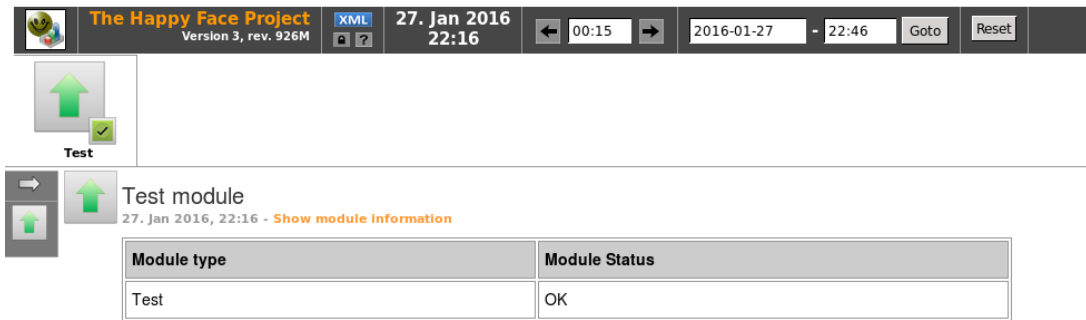 The Happy Face Project
Version 3, rev. 926M
XML
?
27. Jan 2016
22:16
00:15
2016-01-27 - 22:46 Goto Reset
Test
Test module
27. Jan 2016, 22:16 - Show module information
Module type Module Status
Test OK